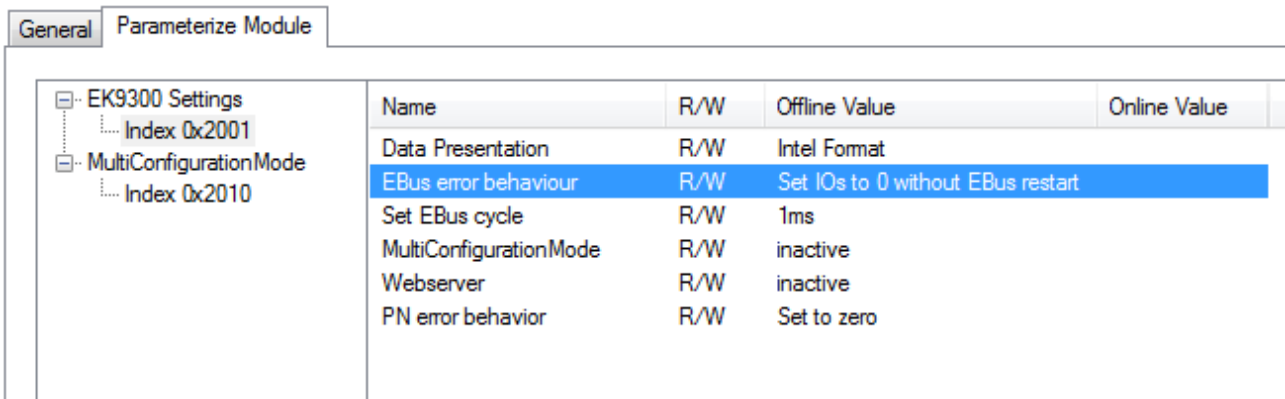 General Parameterize Module
EK9300 Settings
Index 0x2001
MultiConfigurationMode
Index 0x2010
Name R/W Offline Value Online Value
Data Presentation R/W Intel Format
EBus error behaviour R/W Set IOs to 0 without EBus restart
Set EBus cycle R/W 1ms
MultiConfigurationMode R/W inactive
Webserver R/W inactive
PN error behavior R/W Set to zero